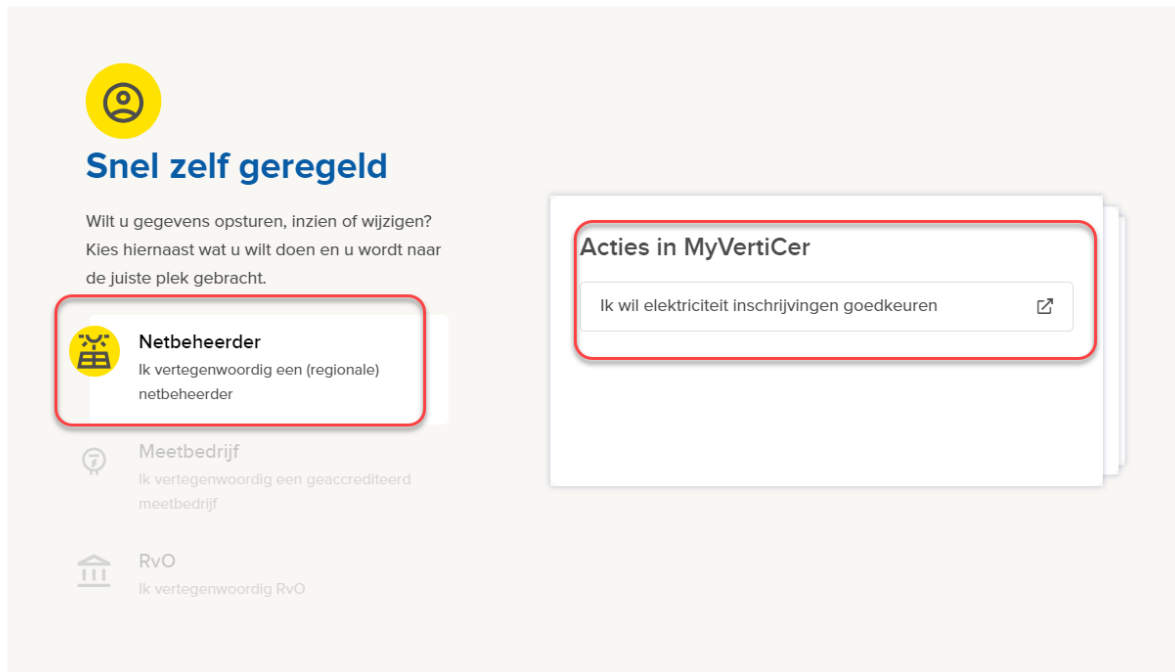 Snel zelf geregeld
Wilt u gegevens opsturen, inzien of wijzigen?
Kies hiernaast wat u wilt doen en u wordt naar
de juiste plek gebracht.
Netbeheerder
Ik vertegenwoordig een (regionale)
netbeheerder
Meetbedrijf
Ik vertegenwoordig een geaccrediteerd
meetbedrijf
RvO
Ik vertegenwoordig RvO
Acties in MyVertiCer
Ik wil elektriciteit inschrijvingen goedkeuren